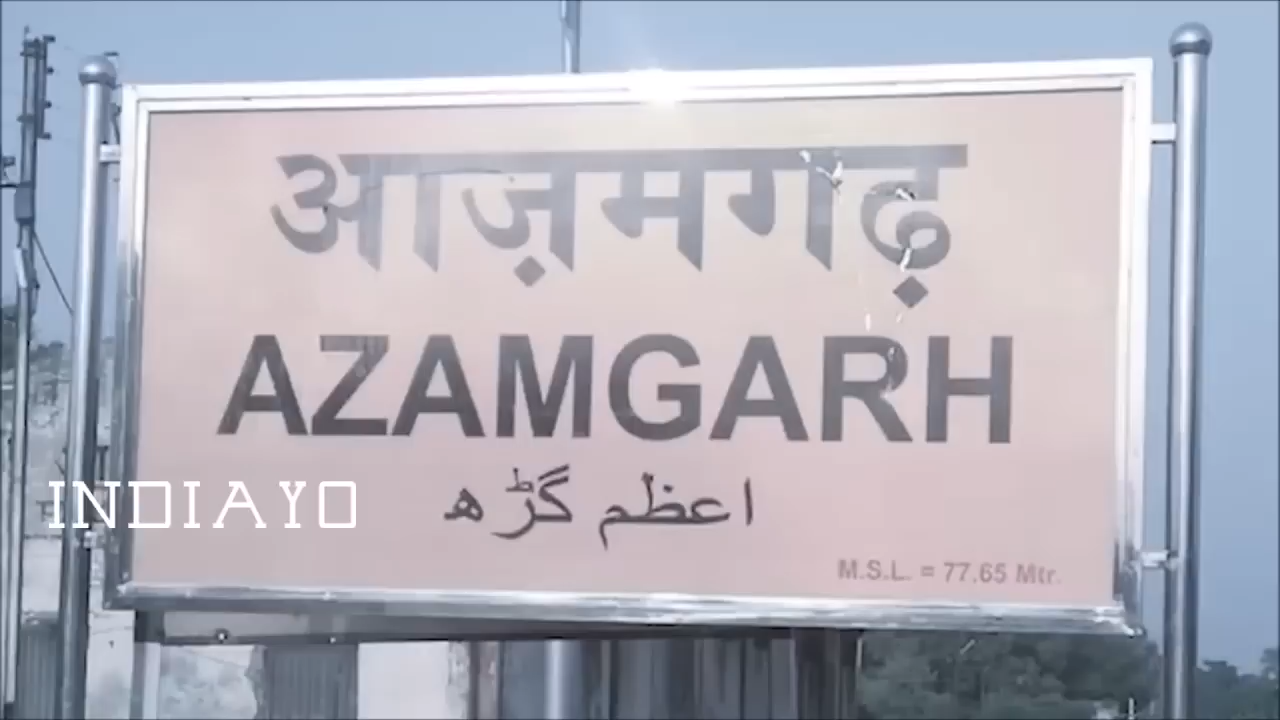 आज़मगढ़
AZAMGARH
INDIAYO
اعظم گڑھ
M.S.L. = 77.65 Mtr.